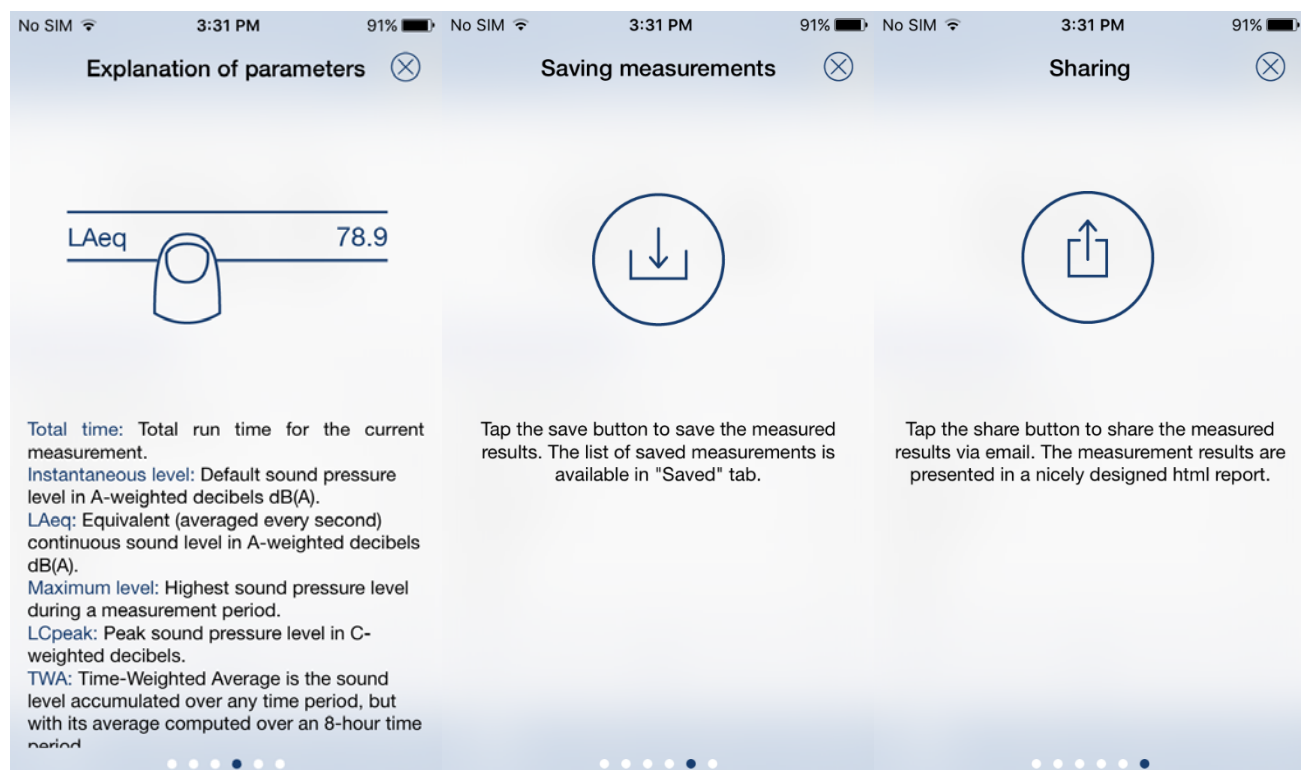 No SIM 3:31 PM 91%
Explanation of parameters
LAeq 78.9
Total time: Total run time for the current
measurement.
Instantaneous level: Default sound pressure
level in A-weighted decibels dB(A).
LAeq: Equivalent (averaged every second)
continuous sound level in A-weighted decibels
dB(A).
Maximum level: Highest sound pressure level
during a measurement period.
LCpeak: Peak sound pressure level in C-
weighted decibels.
TWA: Time-Weighted Average is the sound
level accumulated over any time period, but
with its average computed over an 8-hour time
period
No SIM 3:31 PM 91%
Saving measurements
Tap the save button to save the measured
results. The list of saved measurements is
available in "Saved" tab.
No SIM 3:31 PM 91%
Sharing
Tap the share button to share the measured
results via email. The measurement results are
presented in a nicely designed html report.